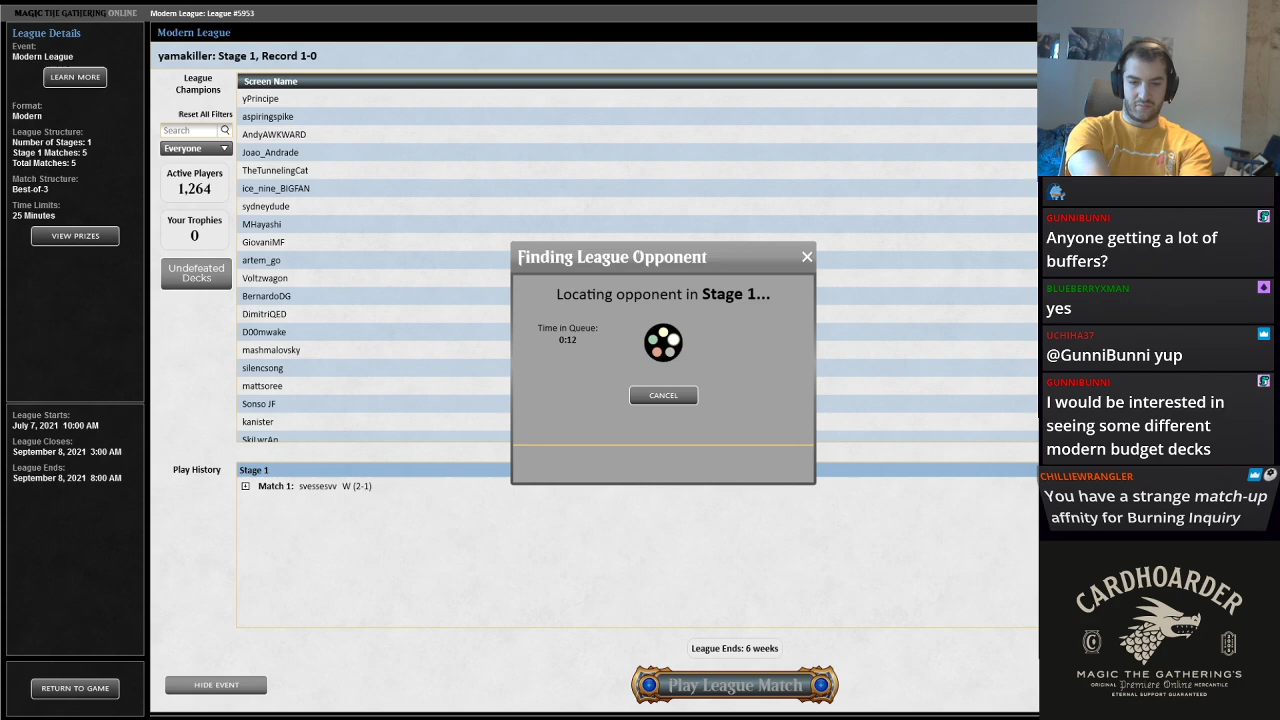 MAGIC THE GATHERING ONLINE
Modern League: League #5953
League Details
Event:
Modern League
LEARN MORE
Format:
Modern
League Structure:
Number of Stages: 1
Stage 1 Matches: 5
Total Matches: 5
Match Structure:
Best-of-3
Time Limits:
25 Minutes
VIEW PRIZES
League Starts:
July 7, 2021 10:00 AM
League Closes:
September 8, 2021 3:00 AM
League Ends:
September 8, 2021 8:00 AM
RETURN TO GAME
Modern League
yamakiller: Stage 1, Record 1-0
League
Champions
Reset All Filters
Search
Everyone
Active Players
1,264
Your Trophies
0
Undefeated
Decks
Screen Name
yPrincipe
aspiringspike
AndyAWKWARD
Joao_Andrade
TheTunnelingCat
ice_nine_BIGFAN
sydneydude
MHayashi
GiovaniMF
artem_go
Voltzwagon
BernardoDG
DimitriQED
D00mwake
mashmalovsky
silencsong
mattsoree
Sonso JF
kanister
Play History
Stage 1
Match 1: svessesvv W (2-1)
Finding League Opponent
Locating opponent in Stage 1...
Time in Queue:
0:12
CANCEL
League Ends: 6 weeks
HIDE EVENT
Play League Match
GUNNIBUNNI
Anyone getting a lot of
buffers?
BLUEBERRYXMAN
yes
UCHIHA37
@GunniBunni yup
GUNNIBUNNI
I would be interested in
seeing some different
modern budget decks
CHILLIEWRANGLER
You have a strange match-up
affnity for Burning Inquiry
CARDHOARDER
MAGIC THE GATHERING'S
ORIGINAL Premiere Online MERCANTILE
ETERNAL SUPPORT GUARANTEED